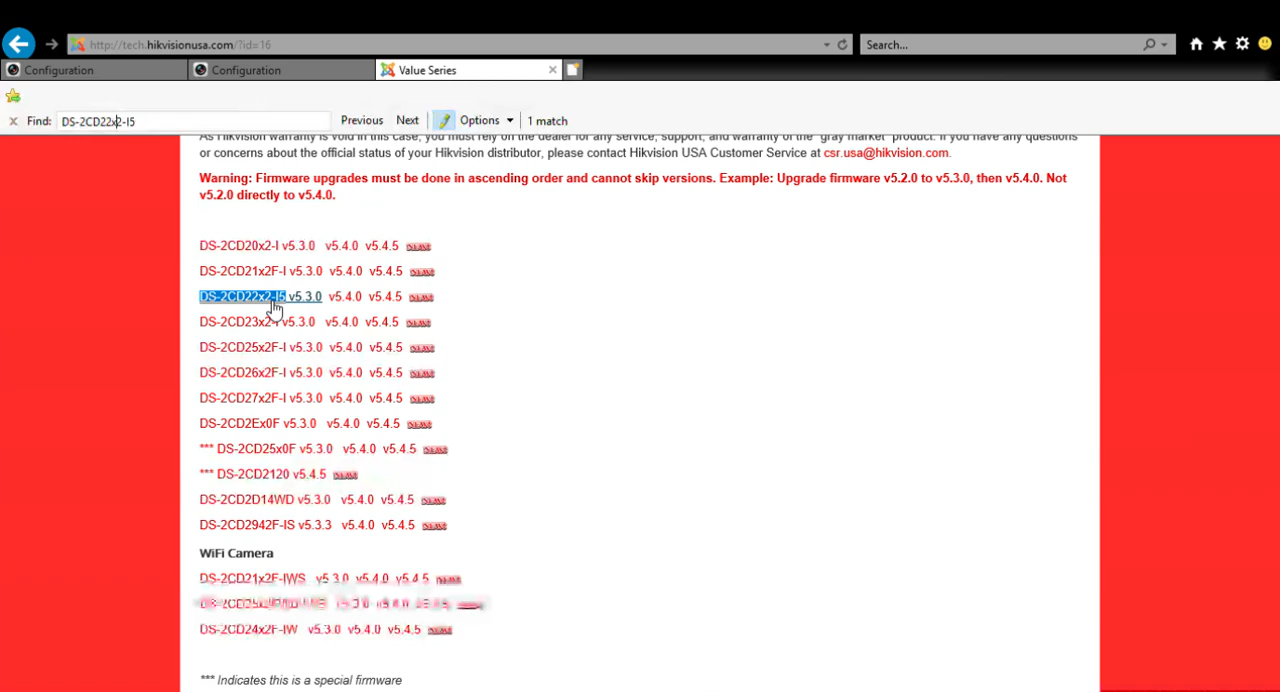 http://tech.hikvisionusa.com/?id=16
Search...
Configuration
Configuration
Value Series
Find: DS-2CD22x2-I5 Previous Next Options 1 match
As Hikvision warranty is void in this case, you must rely on the dealer for any service, support, and warranty of the "gray market" product. If you have any questions
or concerns about the official status of your Hikvision distributor, please contact Hikvision USA Customer Service at csr.usa@hikvision.com.
Warning: Firmware upgrades must be done in ascending order and cannot skip versions. Example: Upgrade firmware v5.2.0 to v5.3.0, then v5.4.0. Not
v5.2.0 directly to v5.4.0.
DS-2CD20x2-I v5.3.0 v5.4.0 v5.4.5
DS-2CD21x2F-I v5.3.0 v5.4.0 v5.4.5
DS-2CD22x2-I5 v5.3.0 v5.4.0 v5.4.5
DS-2CD23x2-I v5.3.0 v5.4.0 v5.4.5
DS-2CD25x2F-I v5.3.0 v5.4.0 v5.4.5
DS-2CD26x2F-I v5.3.0 v5.4.0 v5.4.5
DS-2CD27x2F-I v5.3.0 v5.4.0 v5.4.5
DS-2CD2Ex0F v5.3.0 v5.4.0 v5.4.5
*** DS-2CD25x0F v5.3.0 v5.4.0 v5.4.5
*** DS-2CD2120 v5.4.5
DS-2CD2D14WD v5.3.0 v5.4.0 v5.4.5
DS-2CD2942F-IS v5.3.3 v5.4.0 v5.4.5
WiFi Camera
DS-2CD21x2F-IWS v5.3.0 v5.4.0 v5.4.5
v5.3.0 v5.4.0 v5.4.5
DS-2CD24x2F-IW v5.3.0 v5.4.0 v5.4.5
*** Indicates this is a special firmware